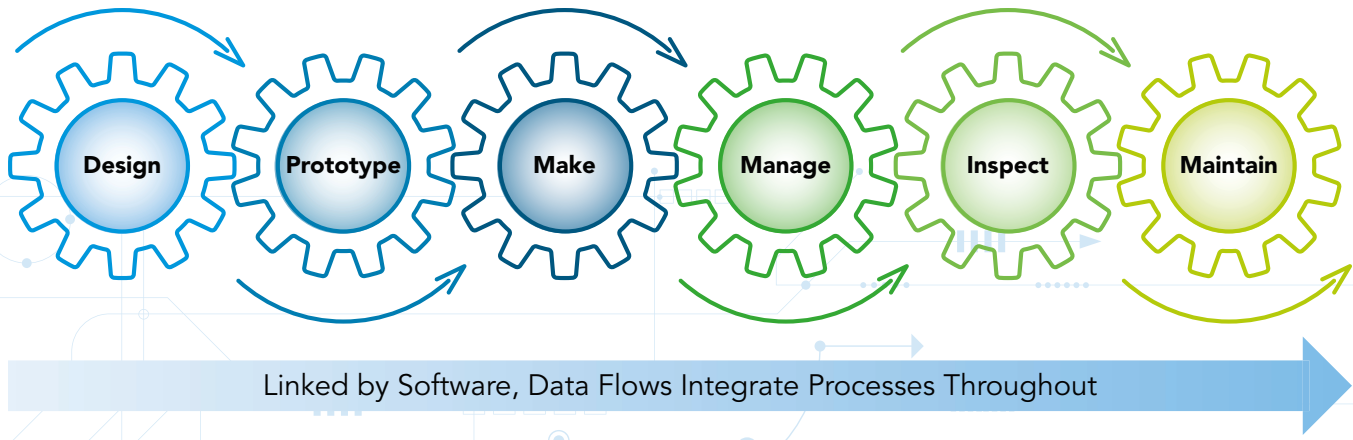 Design
Prototype
Make
Manage
Inspect
Maintain
Linked by Software, Data Flows Integrate Processes Throughout